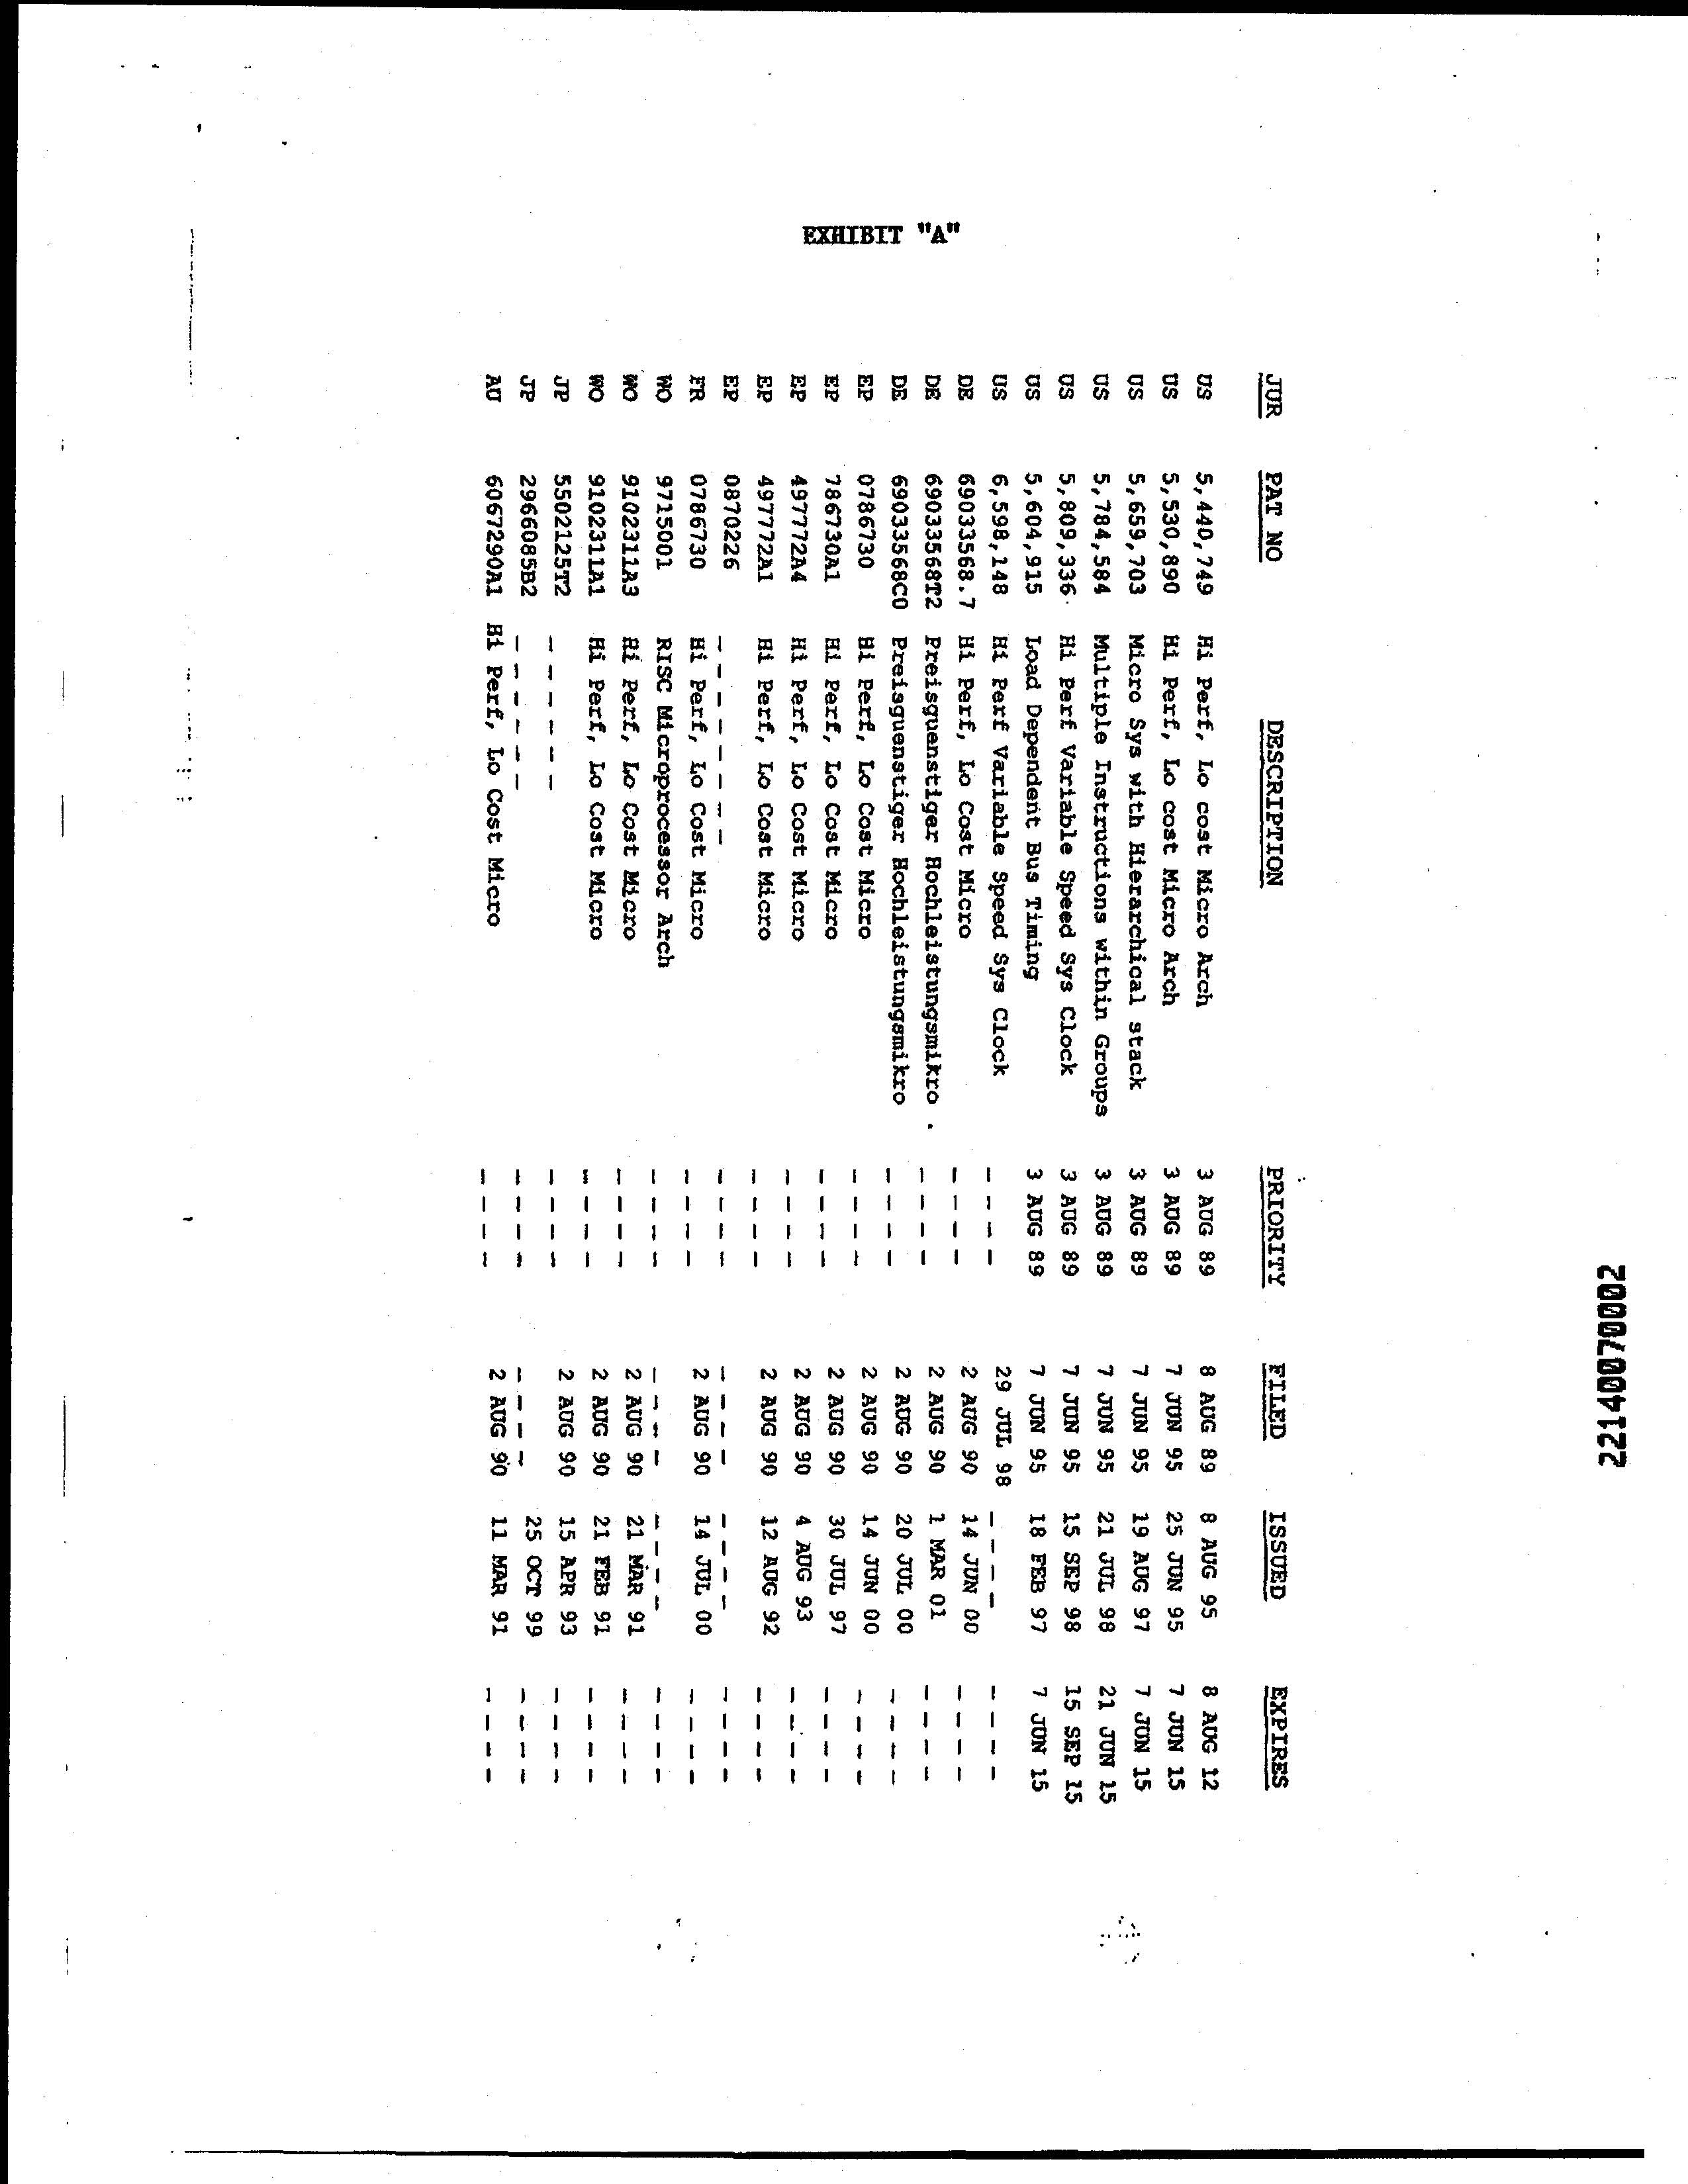 EXHIBIT "A"
JUR PAT NO DESCRIPTION PRIORITY FILED ISSUED EXPIRES
US 5,440,749 Hi Perf, Lo cost Micro Arch 3 AUG 89 8 AUG 89 8 AUG 95 8 AUG 12
US 5,530,890 Hi Perf, Lo cost Micro Arch 3 AUG 89 7 JUN 95 25 JUN 95 7 JUN 15
US 5,659,703 Micro Sys with Hierarchical stack 3 AUG 89 7 JUN 95 19 AUG 97 7 JUN 15
US 5,784,584 Multiple Instructions within Groups 3 AUG 89 7 JUN 95 21 JUL 98 21 JUN 15
US 5,809,336 Hi Perf Variable Speed Sys Clock 3 AUG 89 7 JUN 95 15 SEP 98 15 SEP 15
US 5,604,915 Load Dependent Bus Timing 3 AUG 89 7 JUN 95 18 FEB 97 7 JUN 15
US 6,598,148 Hi Perf Variable Speed Sys Clock - - - - 29 JUL 98 - - - - - - - -
DE 69033568.7 Hi Perf, Lo Cost Micro - - - - 2 AUG 90 14 JUN 00 - - - -
DE 69033568T2 Preisguenstiger Hochleistungsmikro - - - - 2 AUG 90 1 MAR 01 - - - -
DE 69033568C0 Preisguenstiger Hochleistungsmikro - - - - 2 AUG 90 20 JUL 00 - - - -
EP 0786730 Hi Perf, Lo Cost Micro - - - - 2 AUG 90 14 JUN 00 - - - -
EP 786730A1 Hi Perf, Lo Cost Micro - - - - 2 AUG 90 30 JUL 97 - - - -
EP 497772A4 Hi Perf, Lo Cost Micro - - - - 2 AUG 90 4 AUG 93 - - - -
EP 497772A1 Hi Perf, Lo Cost Micro - - - - 2 AUG 90 12 AUG 92 - - - -
EP 0870226 - - - - - - - - - - - - - - - - - - - - - - - -
FR 0786730 Hi Perf, Lo Cost Micro - - - - 2 AUG 90 14 JUL 00 - - - -
WO 9715001 RISC Microprocessor Arch - - - - - - - - - - - - - - - -
WO 9102311A3 Hi Perf, Lo Cost Micro - - - - 2 AUG 90 21 MAR 91 - - - -
WO 9102311A1 Hi Perf, Lo Cost Micro - - - - 2 AUG 90 21 FEB 91 - - - -
JP 5502125T2 - - - - - - - - - - 2 AUG 90 15 APR 93 - - - -
JP 2966085B2 - - - - - - - - - - - - - - 25 OCT 99 - - - -
AU 6067290A1 Hi Perf, Lo Cost Micro - - - - 2 AUG 90 11 MAR 91 - - - -
221400700002